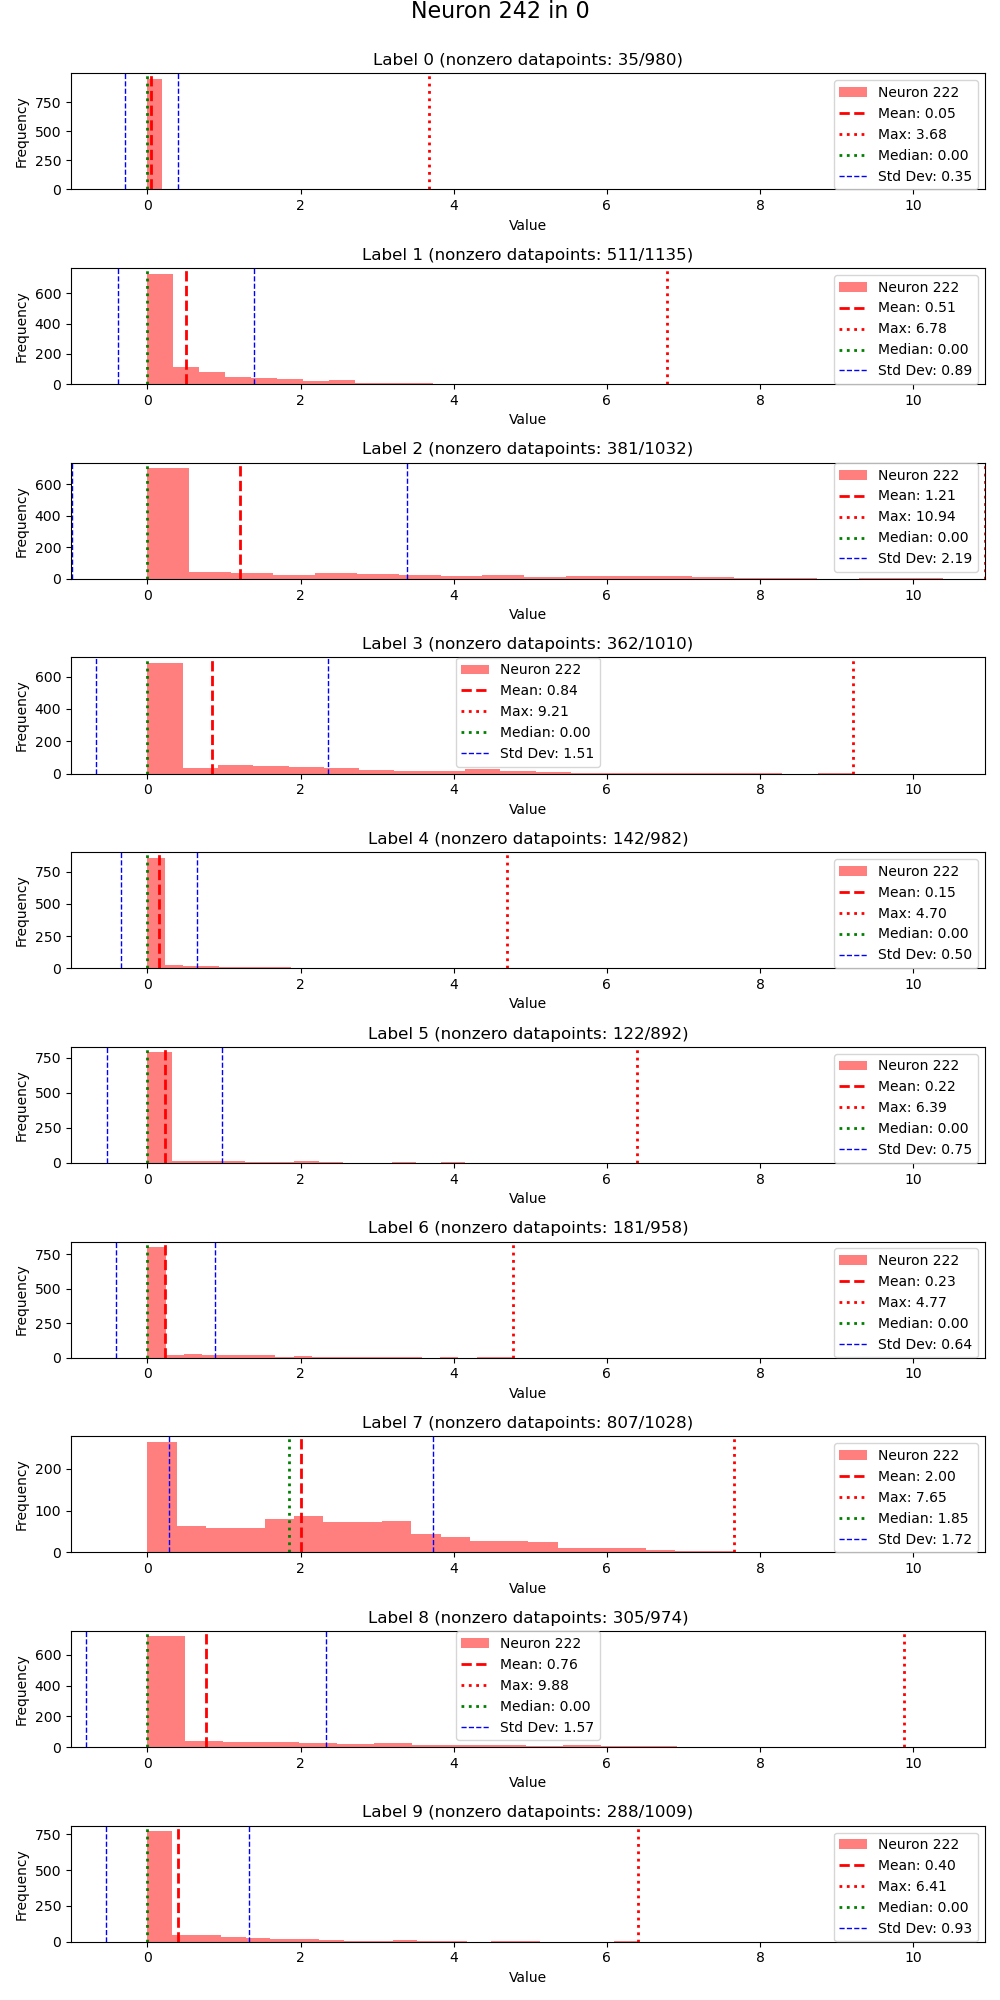 Neuron 242 in 0
Label 0 (nonzero datapoints: 35/980)
Frequency
750
500
250
0
Neuron 222
Mean: 0.05
Max: 3.68
Median: 0.00
Std Dev: 0.35
0 2 4 6 8 10
Value
Label 1 (nonzero datapoints: 511/1135)
Frequency
600
400
200
0
Neuron 222
Mean: 0.51
Max: 6.78
Median: 0.00
Std Dev: 0.89
0 2 4 6 8 10
Value
Label 2 (nonzero datapoints: 381/1032)
Frequency
600
400
200
0
Neuron 222
Mean: 1.21
Max: 10.94
Median: 0.00
Std Dev: 2.19
0 2 4 6 8 10
Value
Label 3 (nonzero datapoints: 362/1010)
Frequency
600
400
200
0
Neuron 222
Mean: 0.84
Max: 9.21
Median: 0.00
Std Dev: 1.51
0 2 4 6 8 10
Value
Label 4 (nonzero datapoints: 142/982)
Frequency
750
500
250
0
Neuron 222
Mean: 0.15
Max: 4.70
Median: 0.00
Std Dev: 0.50
0 2 4 6 8 10
Value
Label 5 (nonzero datapoints: 122/892)
Frequency
750
500
250
0
Neuron 222
Mean: 0.22
Max: 6.39
Median: 0.00
Std Dev: 0.75
0 2 4 6 8 10
Value
Label 6 (nonzero datapoints: 181/958)
Frequency
750
500
250
0
Neuron 222
Mean: 0.23
Max: 4.77
Median: 0.00
Std Dev: 0.64
0 2 4 6 8 10
Value
Label 7 (nonzero datapoints: 807/1028)
Frequency
200
100
0
Neuron 222
Mean: 2.00
Max: 7.65
Median: 1.85
Std Dev: 1.72
0 2 4 6 8 10
Value
Label 8 (nonzero datapoints: 305/974)
Frequency
600
400
200
0
Neuron 222
Mean: 0.76
Max: 9.88
Median: 0.00
Std Dev: 1.57
0 2 4 6 8 10
Value
Label 9 (nonzero datapoints: 288/1009)
Frequency
750
500
250
0
Neuron 222
Mean: 0.40
Max: 6.41
Median: 0.00
Std Dev: 0.93
0 2 4 6 8 10
Value